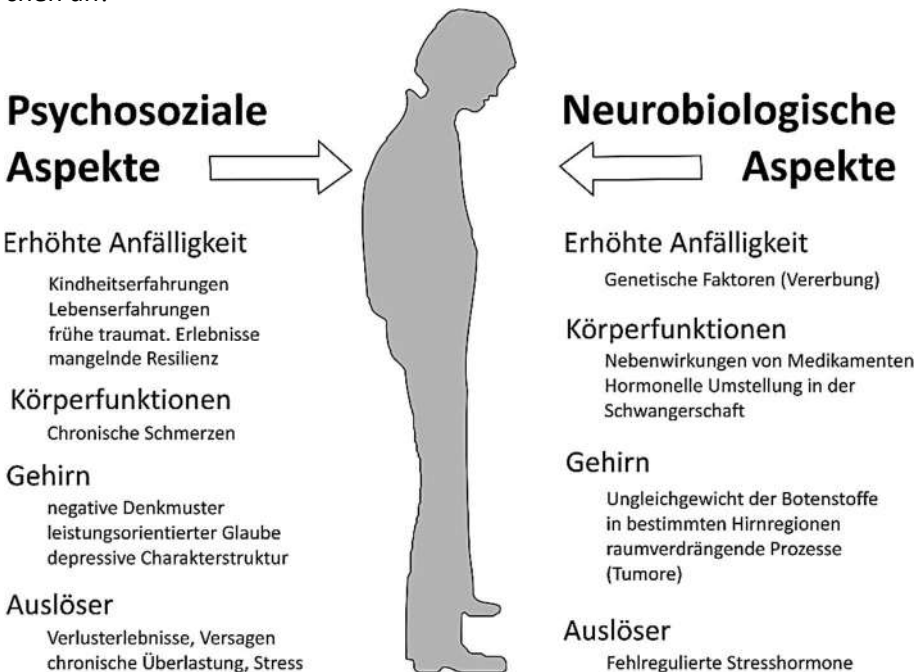 Psychosoziale
Aspekte
Erhöhte Anfälligkeit
Kindheitserfahrungen
Lebenserfahrungen
frühe traumat. Erlebnisse
mangelnde Resilienz
Körperfunktionen
Chronische Schmerzen
Gehirn
negative Denkmuster
leistungsorientierter Glaube
depressive Charakterstruktur
Auslöser
Verlusterlebnisse, Versagen
chronische Überlastung, Stress
Neurobiologische
Aspekte
Erhöhte Anfälligkeit
Genetische Faktoren (Vererbung)
Körperfunktionen
Nebenwirkungen von Medikamenten
Hormonelle Umstellung in der
Schwangerschaft
Gehirn
Ungleichgewicht der Botenstoffe
in bestimmten Hirnregionen
raumverdrängende Prozesse
(Tumore)
Auslöser
Fehlregulierte Stresshormone